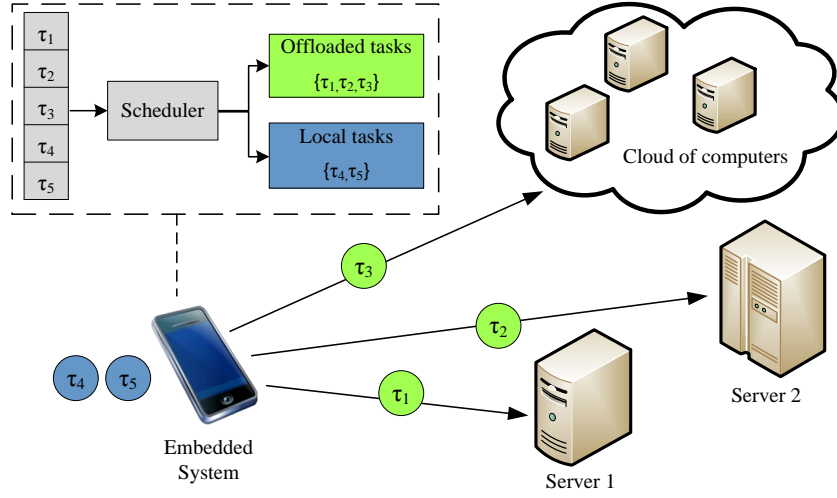 τ1
τ2
τ3
τ4
τ5
Scheduler
Offloaded tasks
{τ1,τ2,τ3}
Local tasks
{τ4,τ5}
Cloud of computers
τ3
τ2
τ1
τ4
τ5
Embedded
System
Server 1
Server 2